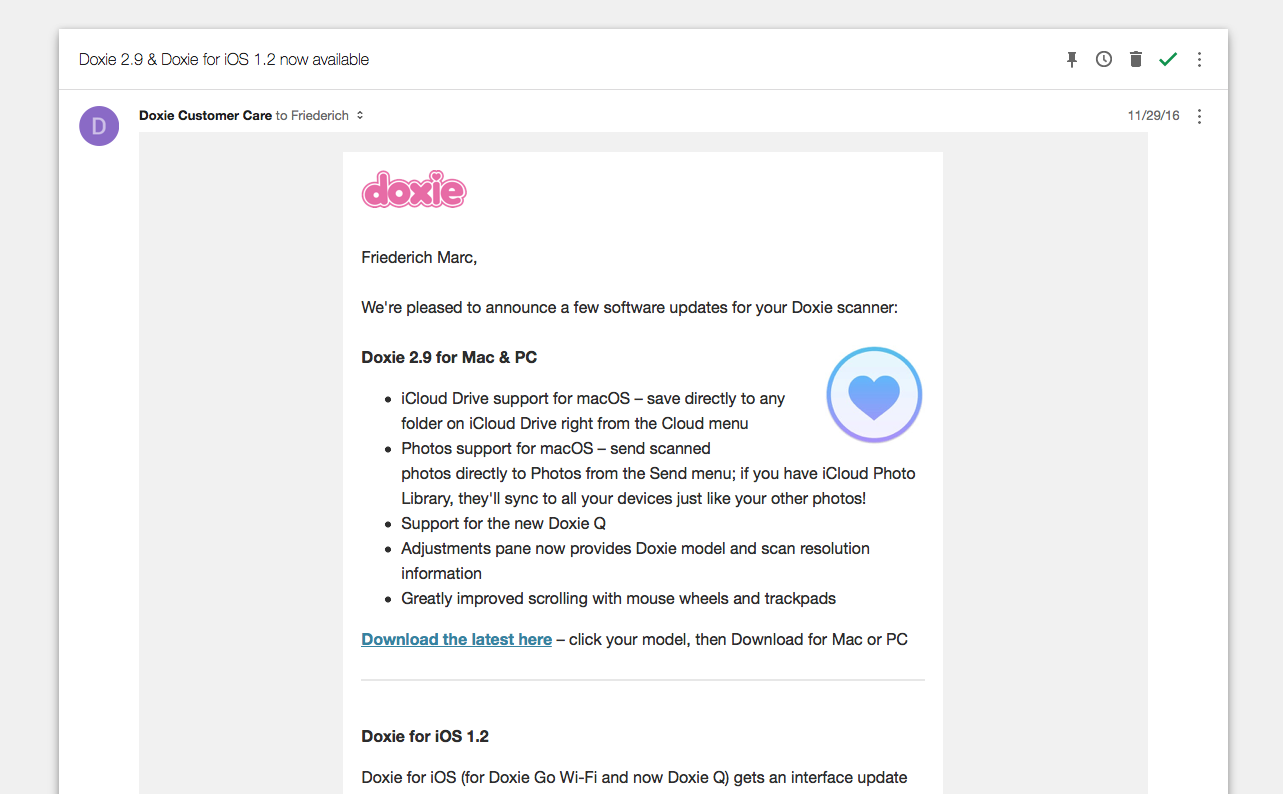 Doxie 2.9 & Doxie for iOS 1.2 now available
D
Doxie Customer Care to Friederich
11/29/16
doxie
Friederich Marc,
We're pleased to announce a few software updates for your Doxie scanner:
Doxie 2.9 for Mac & PC
• iCloud Drive support for macOS – save directly to any
folder on iCloud Drive right from the Cloud menu
• Photos support for macOS – send scanned
photos directly to Photos from the Send menu; if you have iCloud Photo
Library, they'll sync to all your devices just like your other photos!
• Support for the new Doxie Q
• Adjustments pane now provides Doxie model and scan resolution
information
• Greatly improved scrolling with mouse wheels and trackpads
Download the latest here – click your model, then Download for Mac or PC
Doxie for iOS 1.2
Doxie for iOS (for Doxie Go Wi-Fi and now Doxie Q) gets an interface update